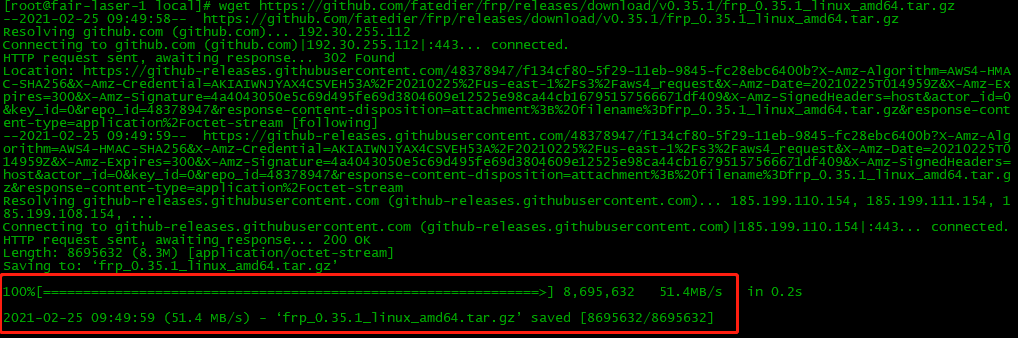 [root@fair-laser-1 local]# wget https://github.com/fatedier/frp/releases/download/v0.35.1/frp_0.35.1_linux_amd64.tar.gz
--2021-02-25 09:49:58--  https://github.com/fatedier/frp/releases/download/v0.35.1/frp_0.35.1_linux_amd64.tar.gz
Resolving github.com (github.com)... 192.30.255.112
Connecting to github.com (github.com)|192.30.255.112|:443... connected.
HTTP request sent, awaiting response... 302 Found
Location: https://github-releases.githubusercontent.com/48378947/f134cf80-5f29-11eb-9845-fc28ebc6400b?X-Amz-Algorithm=AWS4-HMA
C-SHA256&X-Amz-Credential=AKIAIWNJYAX4CSVEH53A%2F20210225%2Fus-east-1%2Fs3%2Faws4_request&X-Amz-Date=20210225T014959Z&X-Amz-Ex
pires=300&X-Amz-Signature=4a4043050e5c69d495fe69d3804609e12525e98ca44cb16795157566671df409&X-Amz-SignedHeaders=host&actor_id=0
&key_id=0&repo_id=48378947&response-content-disposition=attachment%3B%20filename%3Dfrp_0.35.1_linux_amd64.tar.gz&response-cont
ent-type=application%2Foctet-stream [following]
--2021-02-25 09:49:59--  https://github-releases.githubusercontent.com/48378947/f134cf80-5f29-11eb-9845-fc28ebc6400b?X-Amz-Alg
orithm=AWS4-HMAC-SHA256&X-Amz-Credential=AKIAIWNJYAX4CSVEH53A%2F20210225%2Fus-east-1%2Fs3%2Faws4_request&X-Amz-Date=20210225T0
14959Z&X-Amz-Expires=300&X-Amz-Signature=4a4043050e5c69d495fe69d3804609e12525e98ca44cb16795157566671df409&X-Amz-SignedHeaders=
host&actor_id=0&key_id=0&repo_id=48378947&response-content-disposition=attachment%3B%20filename%3Dfrp_0.35.1_linux_amd64.tar.g
z&response-content-type=application%2Foctet-stream
Resolving github-releases.githubusercontent.com (github-releases.githubusercontent.com)... 185.199.110.154, 185.199.111.154, 1
85.199.108.154, ...
Connecting to github-releases.githubusercontent.com (github-releases.githubusercontent.com)|185.199.110.154|:443... connected.
HTTP request sent, awaiting response... 200 OK
Length: 8695632 (8.3M) [application/octet-stream]
Saving to: ‘frp_0.35.1_linux_amd64.tar.gz’
100%[==============================================================>] 8,695,632   51.4MB/s   in 0.2s
2021-02-25 09:49:59 (51.4 MB/s) - ‘frp_0.35.1_linux_amd64.tar.gz’ saved [8695632/8695632]